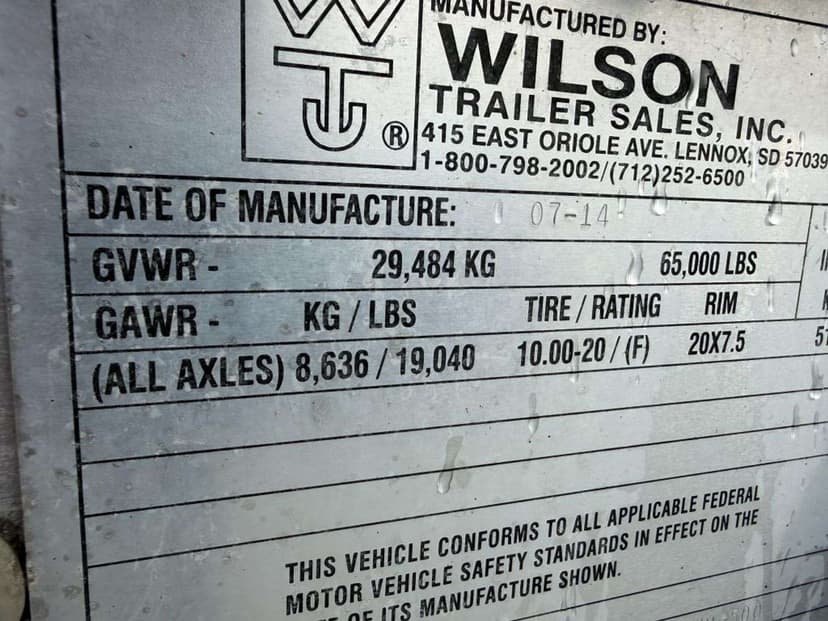 MANUFACTURED BY:
WILSON
TRAILER SALES, INC.
415 EAST ORIOLE AVE. LENNOX, SD 57039
1-800-798-2002/(712)252-6500
WT ®
DATE OF MANUFACTURE: 07-14
GVWR - 29,484 KG 65,000 LBS
GAWR - KG / LBS TIRE / RATING RIM
(ALL AXLES) 8,636 / 19,040 10.00-20 / (F) 20X7.5
THIS VEHICLE CONFORMS TO ALL APPLICABLE FEDERAL
MOTOR VEHICLE SAFETY STANDARDS IN EFFECT ON THE
OF ITS MANUFACTURE SHOWN.